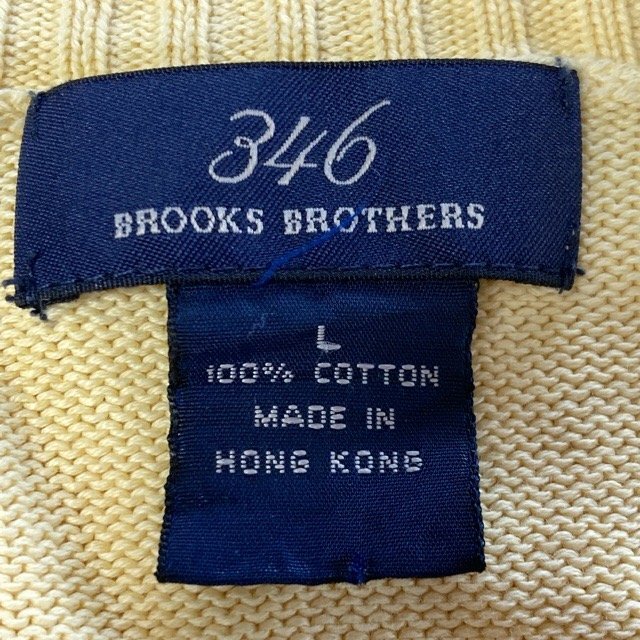 346
BROOKS BROTHERS
L
100% COTTON
MADE IN
HONG KONG